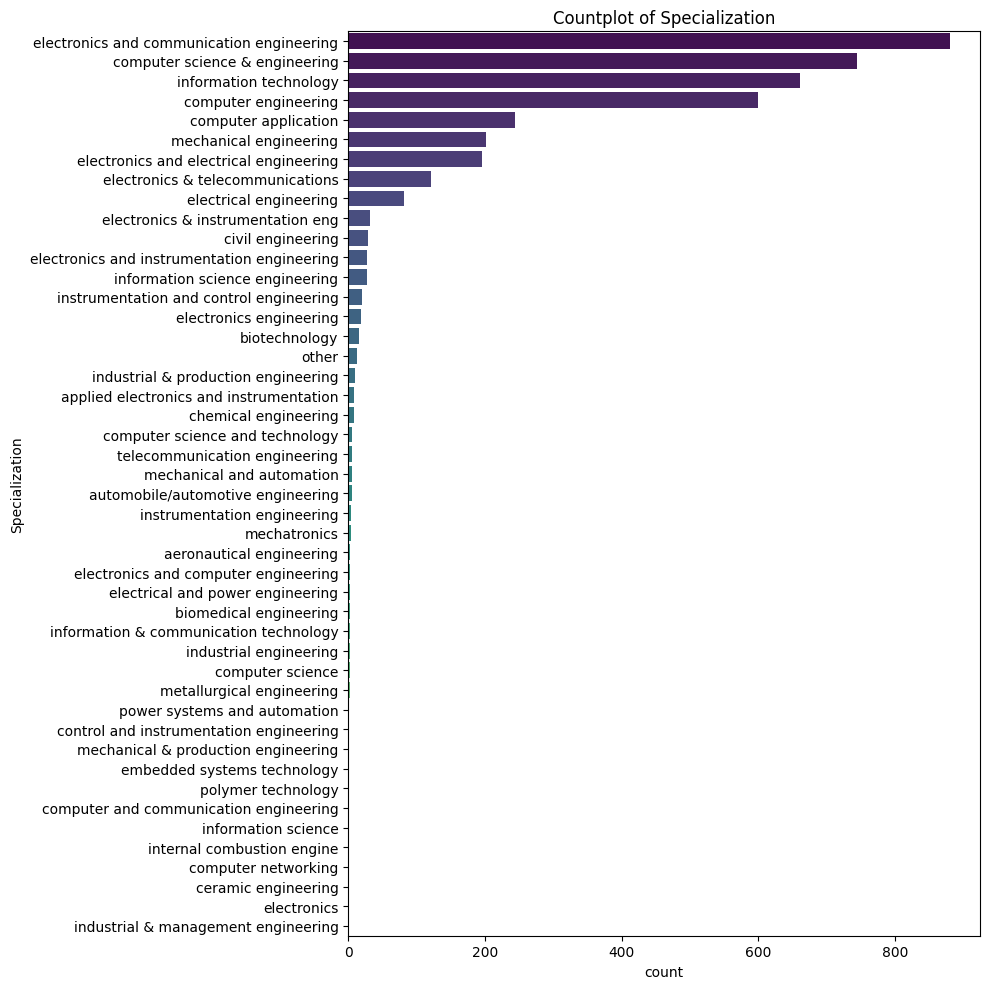 Countplot of Specialization
electronics and communication engineering
computer science & engineering
information technology
computer engineering
computer application
mechanical engineering
electronics and electrical engineering
electronics & telecommunications
electrical engineering
electronics & instrumentation eng
civil engineering
electronics and instrumentation engineering
information science engineering
instrumentation and control engineering
electronics engineering
biotechnology
other
industrial & production engineering
applied electronics and instrumentation
chemical engineering
computer science and technology
telecommunication engineering
mechanical and automation
automobile/automotive engineering
instrumentation engineering
mechatronics
aeronautical engineering
electronics and computer engineering
electrical and power engineering
biomedical engineering
information & communication technology
industrial engineering
computer science
metallurgical engineering
power systems and automation
control and instrumentation engineering
mechanical & production engineering
embedded systems technology
polymer technology
computer and communication engineering
information science
internal combustion engine
computer networking
ceramic engineering
electronics
industrial & management engineering
Specialization
0 200 400 600 800
count